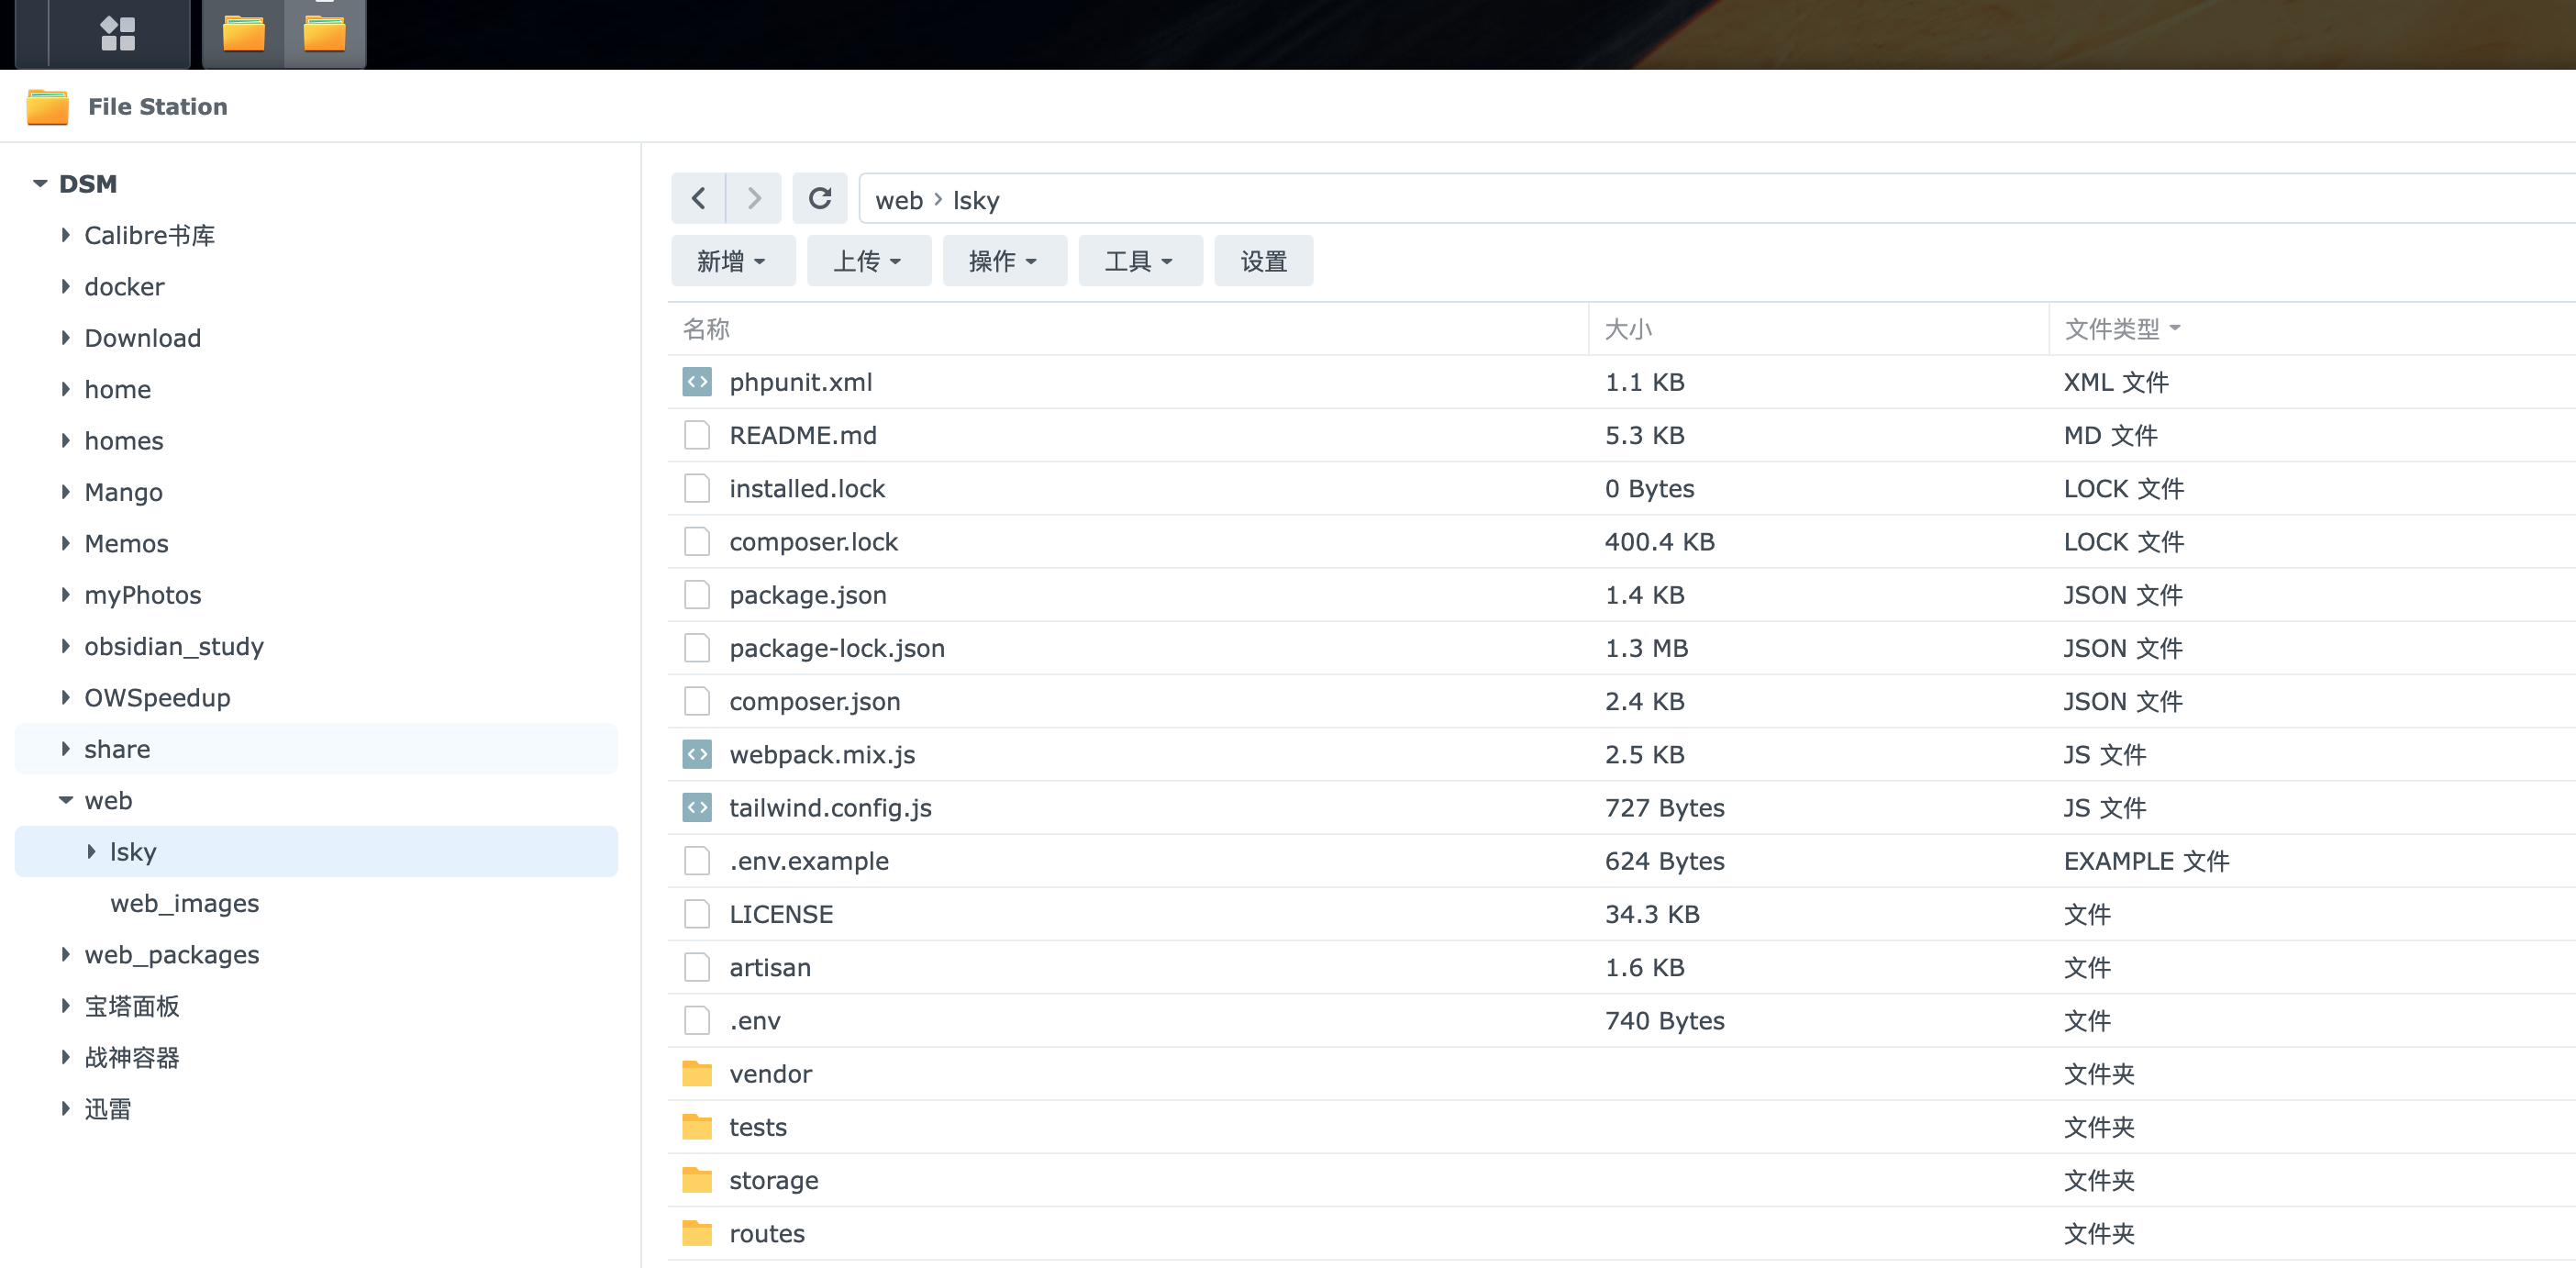 File Station
DSM
Calibre书库
docker
Download
home
homes
Mango
Memos
myPhotos
obsidian_study
OWSpeedup
share
web
lsky
web_images
web_packages
宝塔面板
战神容器
迅雷
web > lsky
新增 上传 操作 工具 设置
名称 大小 文件类型
phpunit.xml 1.1 KB XML 文件
README.md 5.3 KB MD 文件
installed.lock 0 Bytes LOCK 文件
composer.lock 400.4 KB LOCK 文件
package.json 1.4 KB JSON 文件
package-lock.json 1.3 MB JSON 文件
composer.json 2.4 KB JSON 文件
webpack.mix.js 2.5 KB JS 文件
tailwind.config.js 727 Bytes JS 文件
.env.example 624 Bytes EXAMPLE 文件
LICENSE 34.3 KB 文件
artisan 1.6 KB 文件
.env 740 Bytes 文件
vendor 文件夹
tests 文件夹
storage 文件夹
routes 文件夹